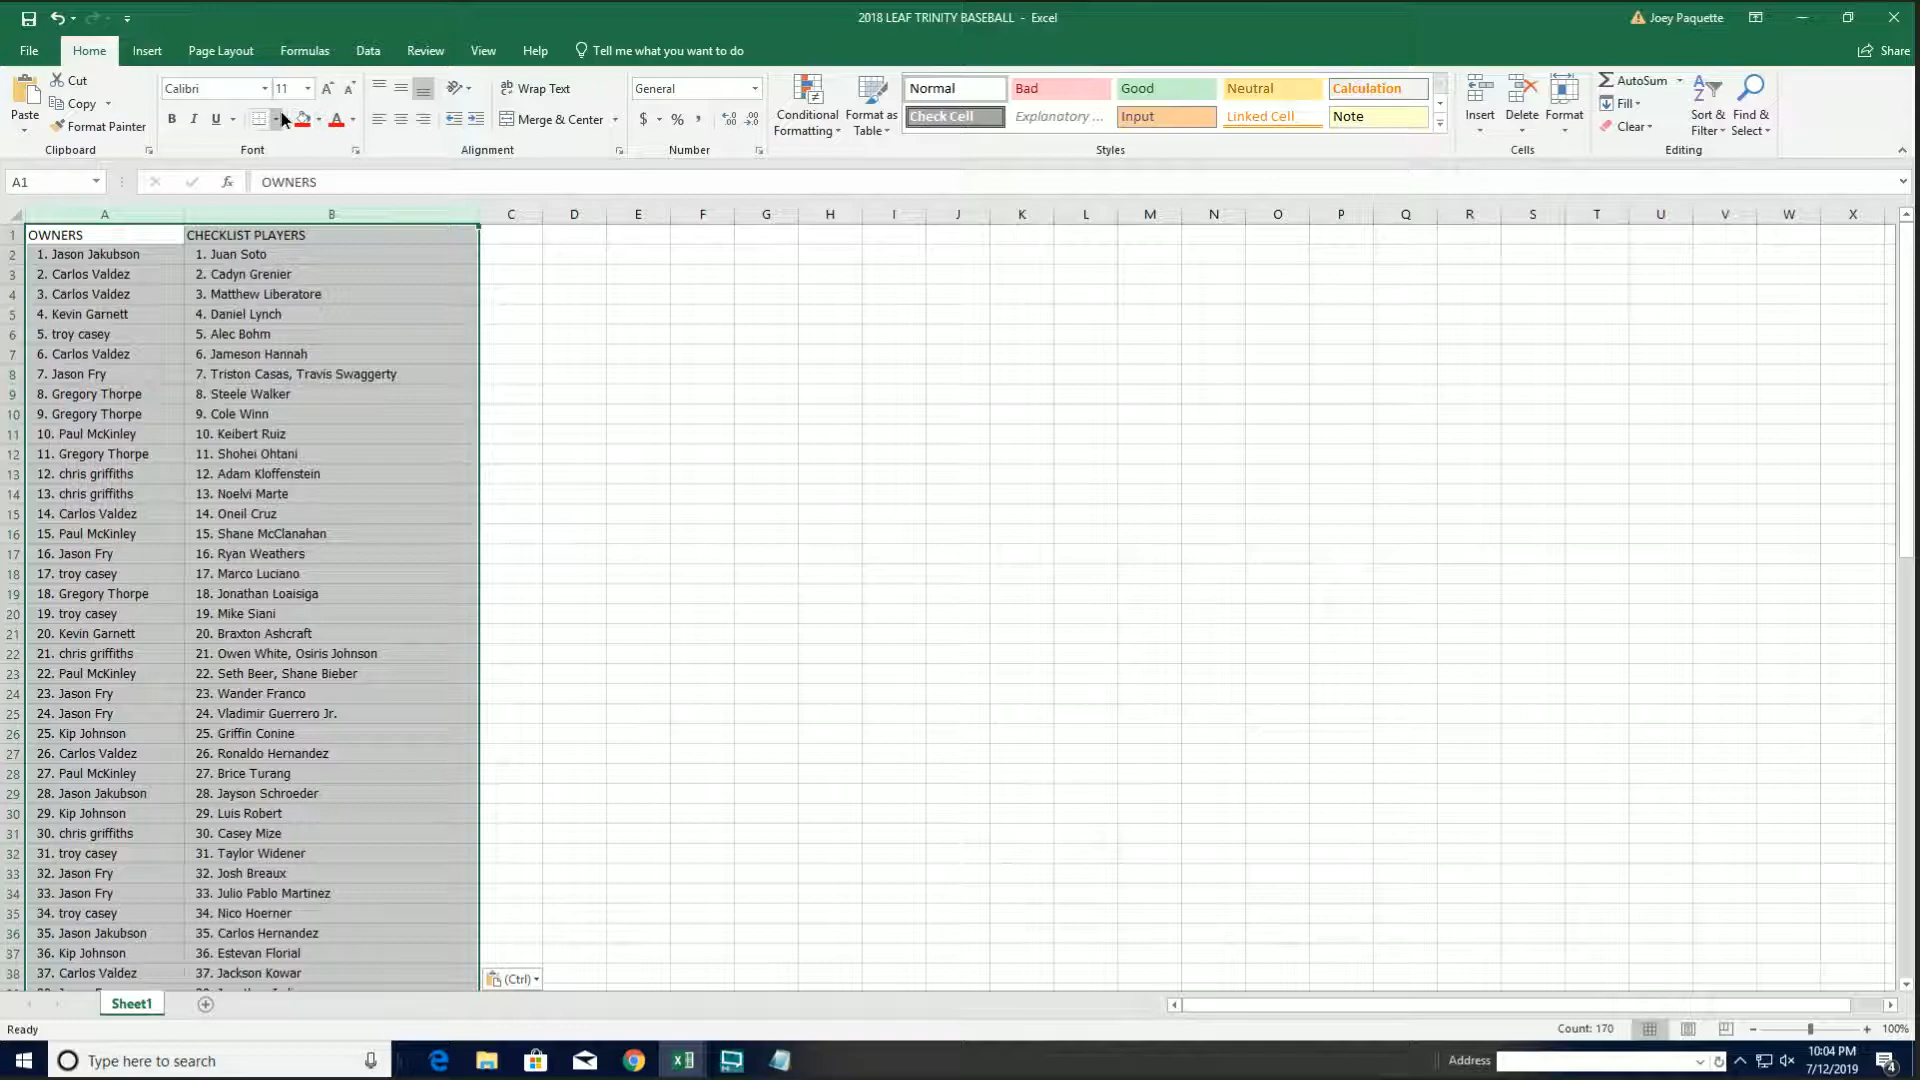 2018 LEAF TRINITY BASEBALL - Excel
Joey Paquette
File Home Insert Page Layout Formulas Data Review View Help Tell me what you want to do Share
Cut
Copy
Format Painter
Paste
Clipboard
Calibri 11
B I U
Font
Wrap Text
Merge & Center
Alignment
General
$ % ,
Number
Conditional Formatting
Format as Table
Normal Bad Good Neutral Calculation
Check Cell Explanatory ... Input Linked Cell Note
Styles
Insert Delete Format
Cells
AutoSum
Fill
Clear
Sort & Filter
Find & Select
Editing
A1 fx OWNERS
A B C D E F G H I J K L M N O P Q R S T U V W X
1 OWNERS CHECKLIST PLAYERS
2 1. Jason Jakubson 1. Juan Soto
3 2. Carlos Valdez 2. Cadyn Grenier
4 3. Carlos Valdez 3. Matthew Liberatore
5 4. Kevin Garnett 4. Daniel Lynch
6 5. troy casey 5. Alec Bohm
7 6. Carlos Valdez 6. Jameson Hannah
8 7. Jason Fry 7. Triston Casas, Travis Swaggerty
9 8. Gregory Thorpe 8. Steele Walker
10 9. Gregory Thorpe 9. Cole Winn
11 10. Paul McKinley 10. Keibert Ruiz
12 11. Gregory Thorpe 11. Shohei Ohtani
13 12. chris griffiths 12. Adam Kloffenstein
14 13. chris griffiths 13. Noelvi Marte
15 14. Carlos Valdez 14. Oneil Cruz
16 15. Paul McKinley 15. Shane McClanahan
17 16. Jason Fry 16. Ryan Weathers
18 17. troy casey 17. Marco Luciano
19 18. Gregory Thorpe 18. Jonathan Loaisiga
20 19. troy casey 19. Mike Siani
21 20. Kevin Garnett 20. Braxton Ashcraft
22 21. chris griffiths 21. Owen White, Osiris Johnson
23 22. Paul McKinley 22. Seth Beer, Shane Bieber
24 23. Jason Fry 23. Wander Franco
25 24. Jason Fry 24. Vladimir Guerrero Jr.
26 25. Kip Johnson 25. Griffin Conine
27 26. Carlos Valdez 26. Ronaldo Hernandez
28 27. Paul McKinley 27. Brice Turang
29 28. Jason Jakubson 28. Jayson Schroeder
30 29. Kip Johnson 29. Luis Robert
31 30. chris griffiths 30. Casey Mize
32 31. troy casey 31. Taylor Widener
33 32. Jason Fry 32. Josh Breaux
34 33. Jason Fry 33. Julio Pablo Martinez
35 34. troy casey 34. Nico Hoerner
36 35. Jason Jakubson 35. Carlos Hernandez
37 36. Kip Johnson 36. Estevan Florial
38 37. Carlos Valdez 37. Jackson Kowar
(Ctrl)
Sheet1
Ready Count: 170 100%
Type here to search
Address
10:04 PM
7/12/2019
4